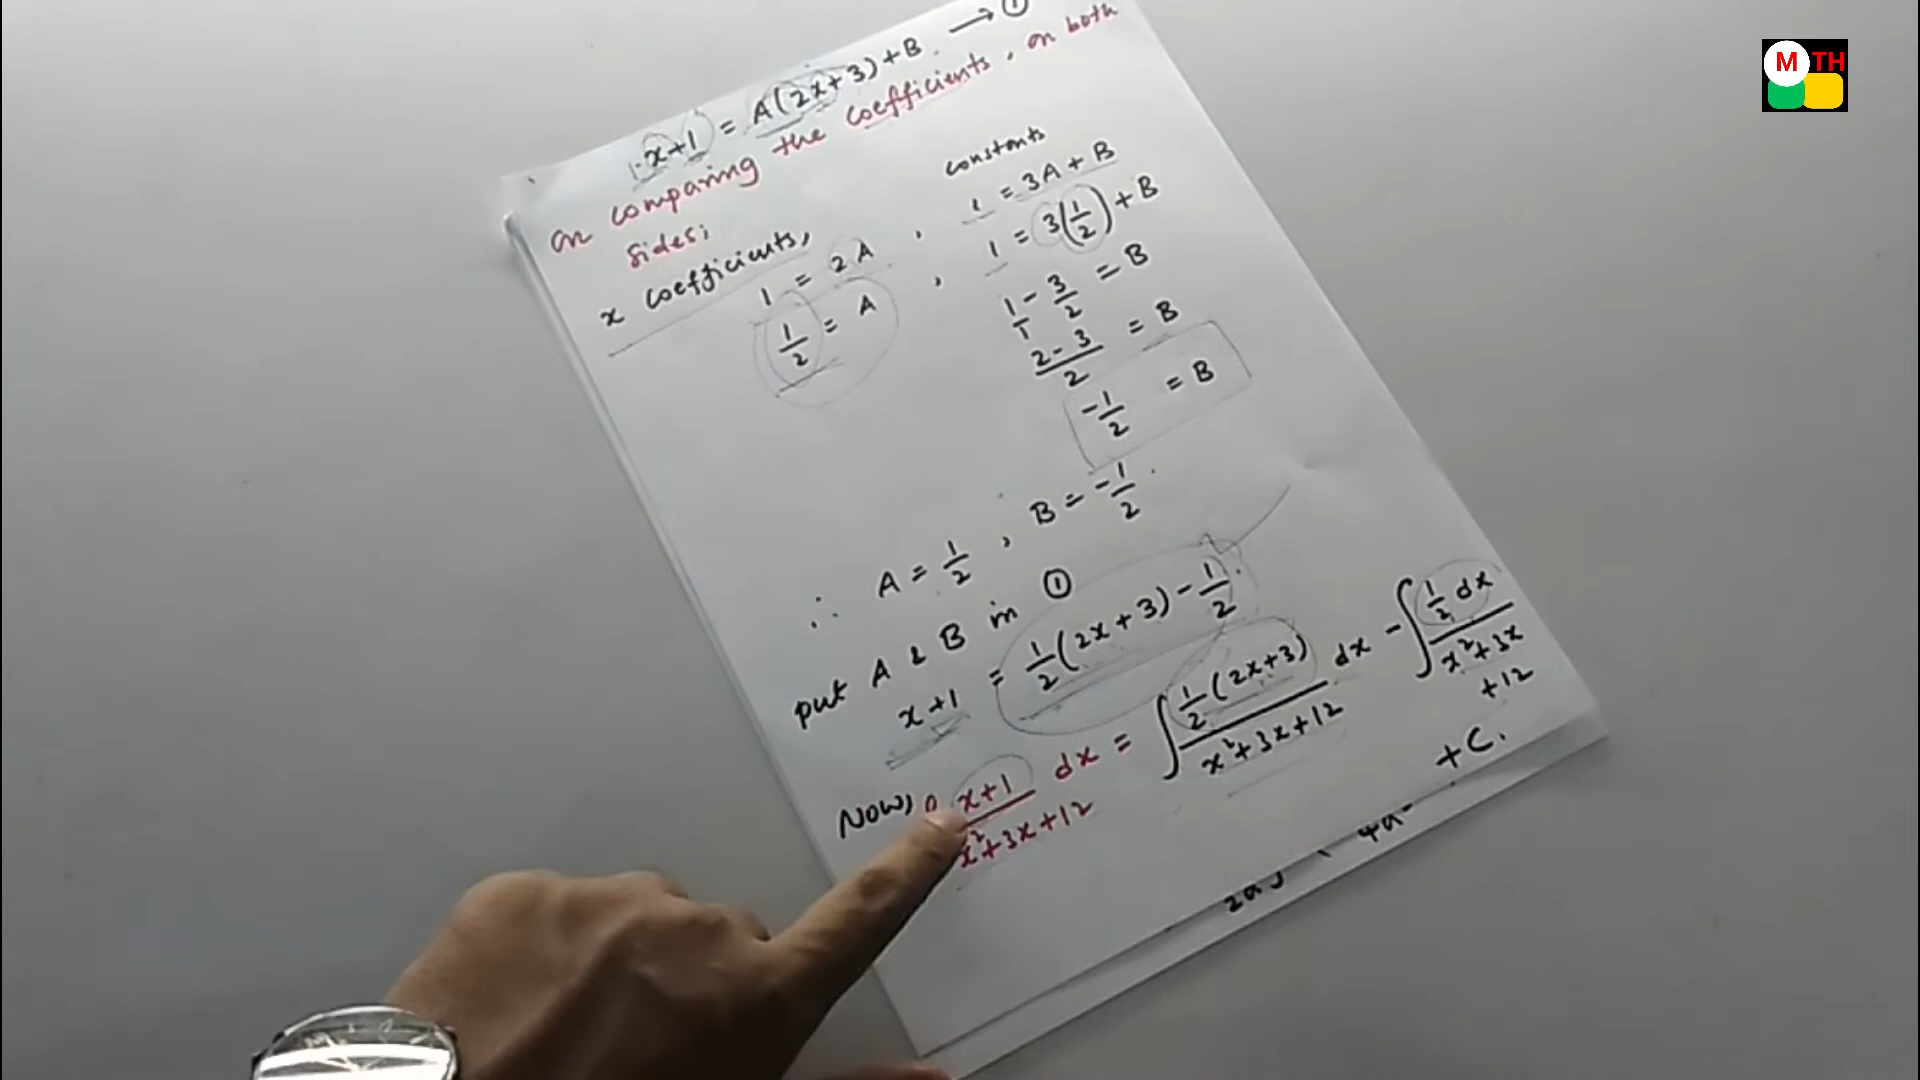 1·x+1 = A(2x+3)+B → ①
on comparing the coefficients, on both
sides;
x coefficients, constants
1 = 2A , 1 = 3A + B
1/2 = A , 1 = 3(1/2) + B
1/1 - 3/2 = B
2-3/2 = B
-1/2 = B
∴ A = 1/2 , B = -1/2 .
put A & B in ①
x+1 = 1/2(2x+3) - 1/2.
Now, ∫ x+1/x²+3x+12 dx = ∫ 1/2(2x+3)/x²+3x+12 dx - ∫ 1/2 dx/x²+3x+12
+C.
M TH